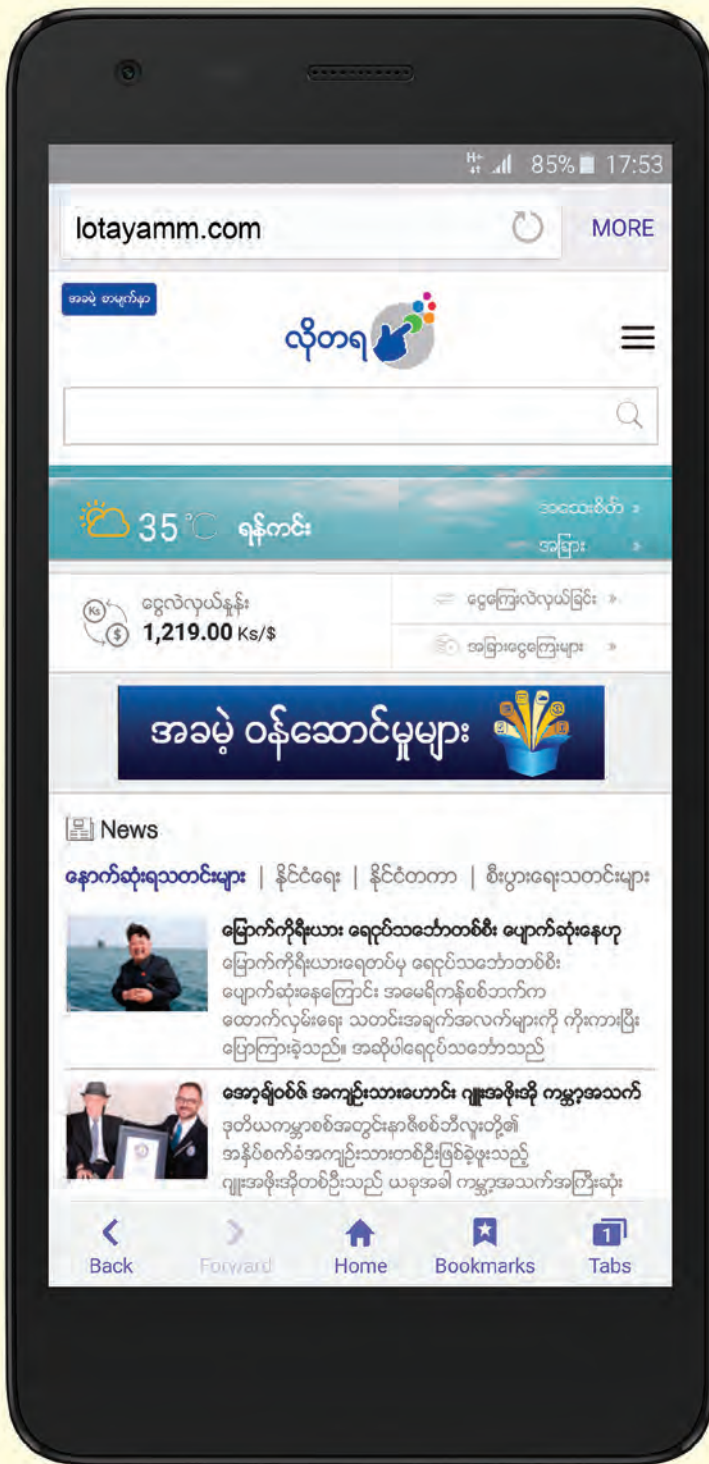 85% 17:53
lotayamm.com MORE
အခမဲ့ စာမျက်နှာ
လိုတရ
35 °C ရန်ကင်း
အသေးစိတ် »
အခြား »
ငွေလဲလှယ်နှုန်း
1,219.00 Ks/$
ငွေကြေးလဲလှယ်ခြင်း »
အခြားငွေကြေးများ »
အခမဲ့ ဝန်ဆောင်မှုများ
News
နောက်ဆုံးရသတင်းများ | နိုင်ငံရေး | နိုင်ငံတကာ | စီးပွားရေးသတင်းများ
မြောက်ကိုရီးယား ရေငုပ်သင်္ဘောတစ်စီး ပျောက်ဆုံးနေဟု
မြောက်ကိုရီးယားရေတပ်မှ ရေငုပ်သင်္ဘောတစ်စီး
ပျောက်ဆုံးနေကြောင်း အမေရိကန်စစ်ဘက်က
ထောက်လှမ်းရေး သတင်းအချက်အလက်များကို ကိုးကားပြီး
ပြောကြားခဲ့သည်။ အဆိုပါရေငုပ်သင်္ဘောသည်
အော့ရှ်ဝစ်ဇ် အကျဉ်းသားဟောင်း ဂျူးအဖိုးအို ကမ္ဘာ့အသက်
ဒုတိယကမ္ဘာစစ်အတွင်းနာဇီစစ်ဘီလူးတို့၏
အနှိပ်စက်ခံအကျဉ်းသားတစ်ဦးဖြစ်ခဲ့ဖူးသည့်
ဂျူးအဖိုးအိုတစ်ဦးသည် ယခုအခါ ကမ္ဘာ့အသက်အကြီးဆုံး
Back Forward Home Bookmarks 1 Tabs